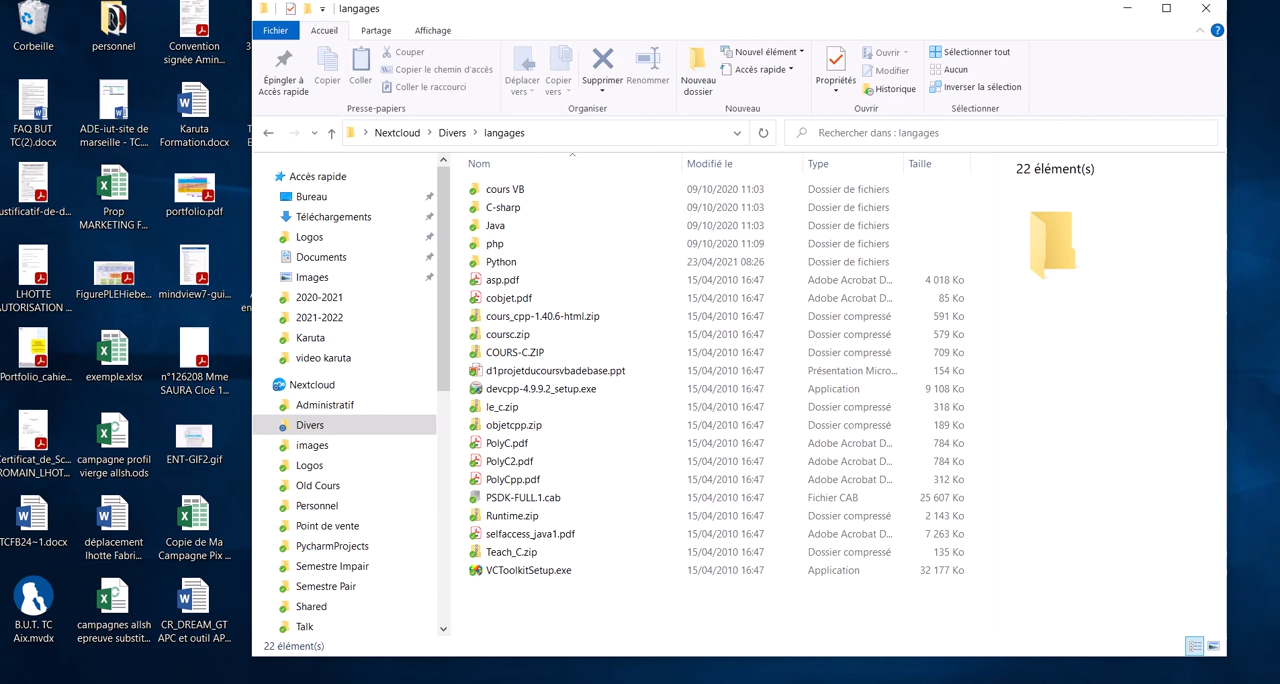 langages
Fichier Accueil Partage Affichage
Épingler à Accès rapide
Copier
Coller
Couper
Copier le chemin d'accès
Coller le raccourci
Presse-papiers
Déplacer vers
Copier vers
Supprimer
Renommer
Organiser
Nouveau dossier
Nouvel élément
Accès rapide
Nouveau
Propriétés
Ouvrir
Modifier
Historique
Ouvrir
Sélectionner tout
Aucun
Inverser la sélection
Sélectionner
Nextcloud > Divers > langages
Rechercher dans : langages
Corbeille
personnel
Convention
signée Amin...
FAQ BUT
TC(2).docx
ADE-iut-site de
marseille - TC....
Karuta
Formation.docx
ustificatif-de-d...
Prop
MARKETING F...
portfolio.pdf
LHOTTE
AUTORISATION ...
FigurePLEHiebe...
mindview7-gui...
Portfolio_cahie...
exemple.xlsx
n°126208 Mme
SAURA Cloé 1...
Certificat_de_Sc...
ROMAIN_LHOT...
campagne profil
vierge allsh.ods
ENT-GIF2.gif
TCFB24~1.docx
déplacement
lhotte Fabri...
Copie de Ma
Campagne Pix ...
B.U.T. TC
Aix.mvdx
campagnes allsh
epreuve substit...
CR_DREAM_GT
APC et outil AP...
Accès rapide
Bureau
Téléchargements
Logos
Documents
Images
2020-2021
2021-2022
Karuta
video karuta
Nextcloud
Administratif
Divers
images
Logos
Old Cours
Personnel
Point de vente
PycharmProjects
Semestre Impair
Semestre Pair
Shared
Talk
Nom Modifié le Type Taille
cours VB 09/10/2020 11:03 Dossier de fichiers
C-sharp 09/10/2020 11:03 Dossier de fichiers
Java 09/10/2020 11:03 Dossier de fichiers
php 09/10/2020 11:09 Dossier de fichiers
Python 23/04/2021 08:26 Dossier de fichiers
asp.pdf 15/04/2010 16:47 Adobe Acrobat D... 4 018 Ko
cobjet.pdf 15/04/2010 16:47 Adobe Acrobat D... 85 Ko
cours_cpp-1.40.6-html.zip 15/04/2010 16:47 Dossier compressé 591 Ko
coursc.zip 15/04/2010 16:47 Dossier compressé 579 Ko
COURS-C.ZIP 15/04/2010 16:47 Dossier compressé 709 Ko
d1projetducoursvbadebase.ppt 15/04/2010 16:47 Présentation Micro... 154 Ko
devcpp-4.9.9.2_setup.exe 15/04/2010 16:47 Application 9 108 Ko
le_c.zip 15/04/2010 16:47 Dossier compressé 318 Ko
objetcpp.zip 15/04/2010 16:47 Dossier compressé 189 Ko
PolyC.pdf 15/04/2010 16:47 Adobe Acrobat D... 784 Ko
PolyC2.pdf 15/04/2010 16:47 Adobe Acrobat D... 784 Ko
PolyCpp.pdf 15/04/2010 16:47 Adobe Acrobat D... 312 Ko
PSDK-FULL.1.cab 15/04/2010 16:47 Fichier CAB 25 607 Ko
Runtime.zip 15/04/2010 16:47 Dossier compressé 2 143 Ko
selfaccess_java1.pdf 15/04/2010 16:47 Adobe Acrobat D... 7 263 Ko
Teach_C.zip 15/04/2010 16:47 Dossier compressé 135 Ko
VCToolkitSetup.exe 15/04/2010 16:47 Application 32 177 Ko
22 élément(s)
22 élément(s)